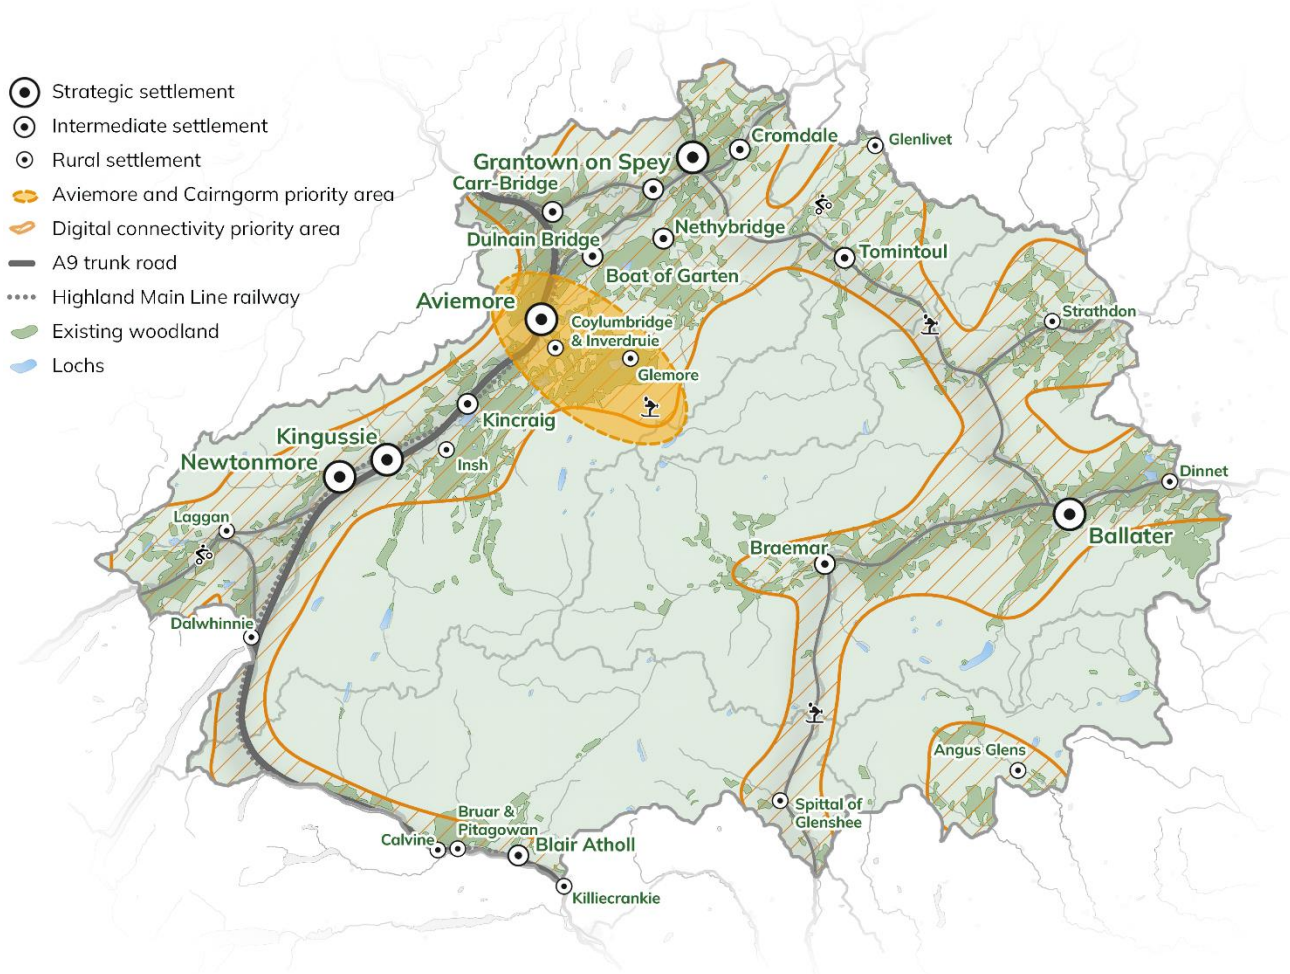 Strategic settlement
Intermediate settlement
Rural settlement
Aviemore and Cairngorm priority area
Digital connectivity priority area
A9 trunk road
Highland Main Line railway
Existing woodland
Lochs
Cromdale
Glenlivet
Grantown on Spey
Carr-Bridge
Nethybridge
Dulnain Bridge
Tomintoul
Boat of Garten
Aviemore
Strathdon
Coylumbridge
& Inverdruie
Glemore
Kincraig
Kingussie
Newtonmore
Insh
Dinnet
Laggan
Ballater
Braemar
Dalwhinnie
Angus Glens
Spittal of
Glenshee
Bruar &
Pitagowan
Calvine
Blair Atholl
Killiecrankie